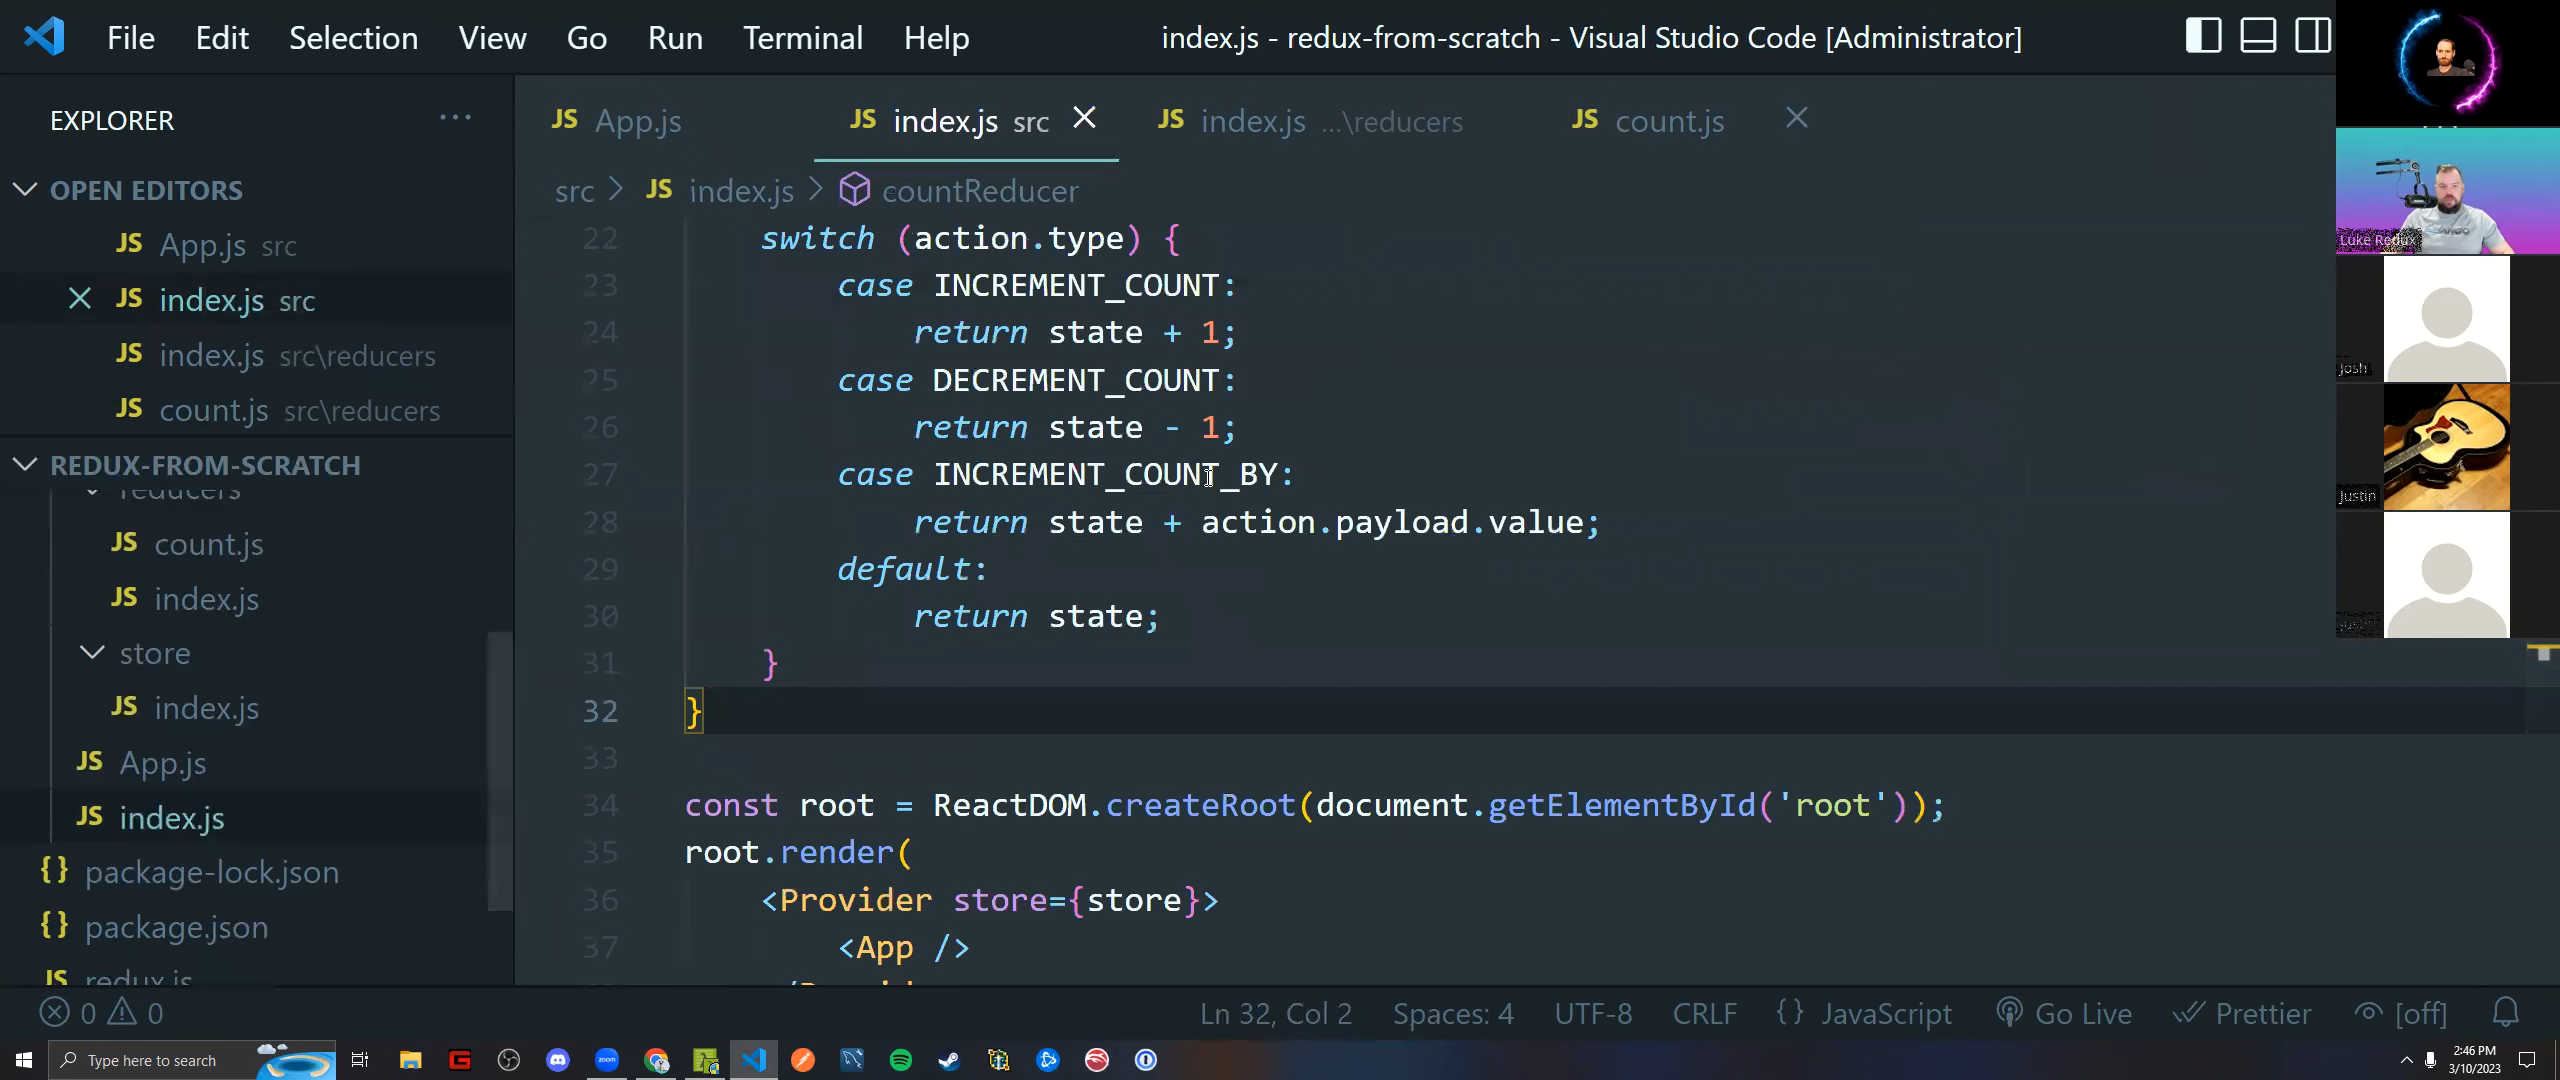 File Edit Selection View Go Run Terminal Help
index.js - redux-from-scratch - Visual Studio Code [Administrator]
EXPLORER
OPEN EDITORS
JS App.js src
JS index.js src
JS index.js src\reducers
JS count.js src\reducers
REDUX-FROM-SCRATCH
reducers
JS count.js
JS index.js
store
JS index.js
JS App.js
JS index.js
{} package-lock.json
{} package.json
JS redux.js
JS App.js
JS index.js src
JS index.js ...\reducers
JS count.js
src > JS index.js > countReducer
22 switch (action.type) {
23 case INCREMENT_COUNT:
24 return state + 1;
25 case DECREMENT_COUNT:
26 return state - 1;
27 case INCREMENT_COUNT_BY:
28 return state + action.payload.value;
29 default:
30 return state;
31 }
32 }
33
34 const root = ReactDOM.createRoot(document.getElementById('root'));
35 root.render(
36 <Provider store={store}>
37 <App />
Luke Redux
Josh
Justin
0 0
Ln 32, Col 2 Spaces: 4 UTF-8 CRLF {} JavaScript Go Live Prettier [off]
Type here to search
zoom
2:46 PM
3/10/2023